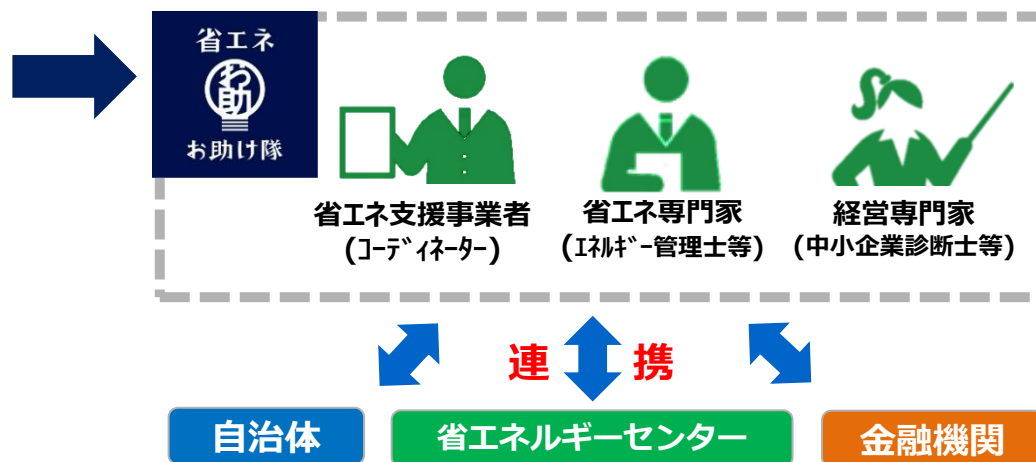 省エネ
お助
お助け隊
省エネ支援事業者
(ｺｰﾃﾞｨﾈｰﾀｰ)
省エネ専門家
(ｴﾈﾙｷﾞｰ管理士等)
経営専門家
(中小企業診断士等)
連 携
自治体
省エネルギーセンター
金融機関